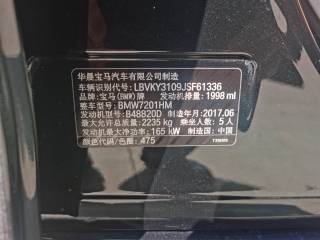 华晨宝马汽车有限公司制造
车辆识别代号: LBVKY3109JSF61336
品牌: 宝马(BMW)牌 发动机排量: 1998 ml
整车型号: BMW7201HM
发动机型号: B48B20D 制造年月: 2017.06
最大允许总质量: 2235 kg 乘坐人数: 5 人
发动机最大净功率: 165 kW 制造国: 中国
颜色代码/色图: 475